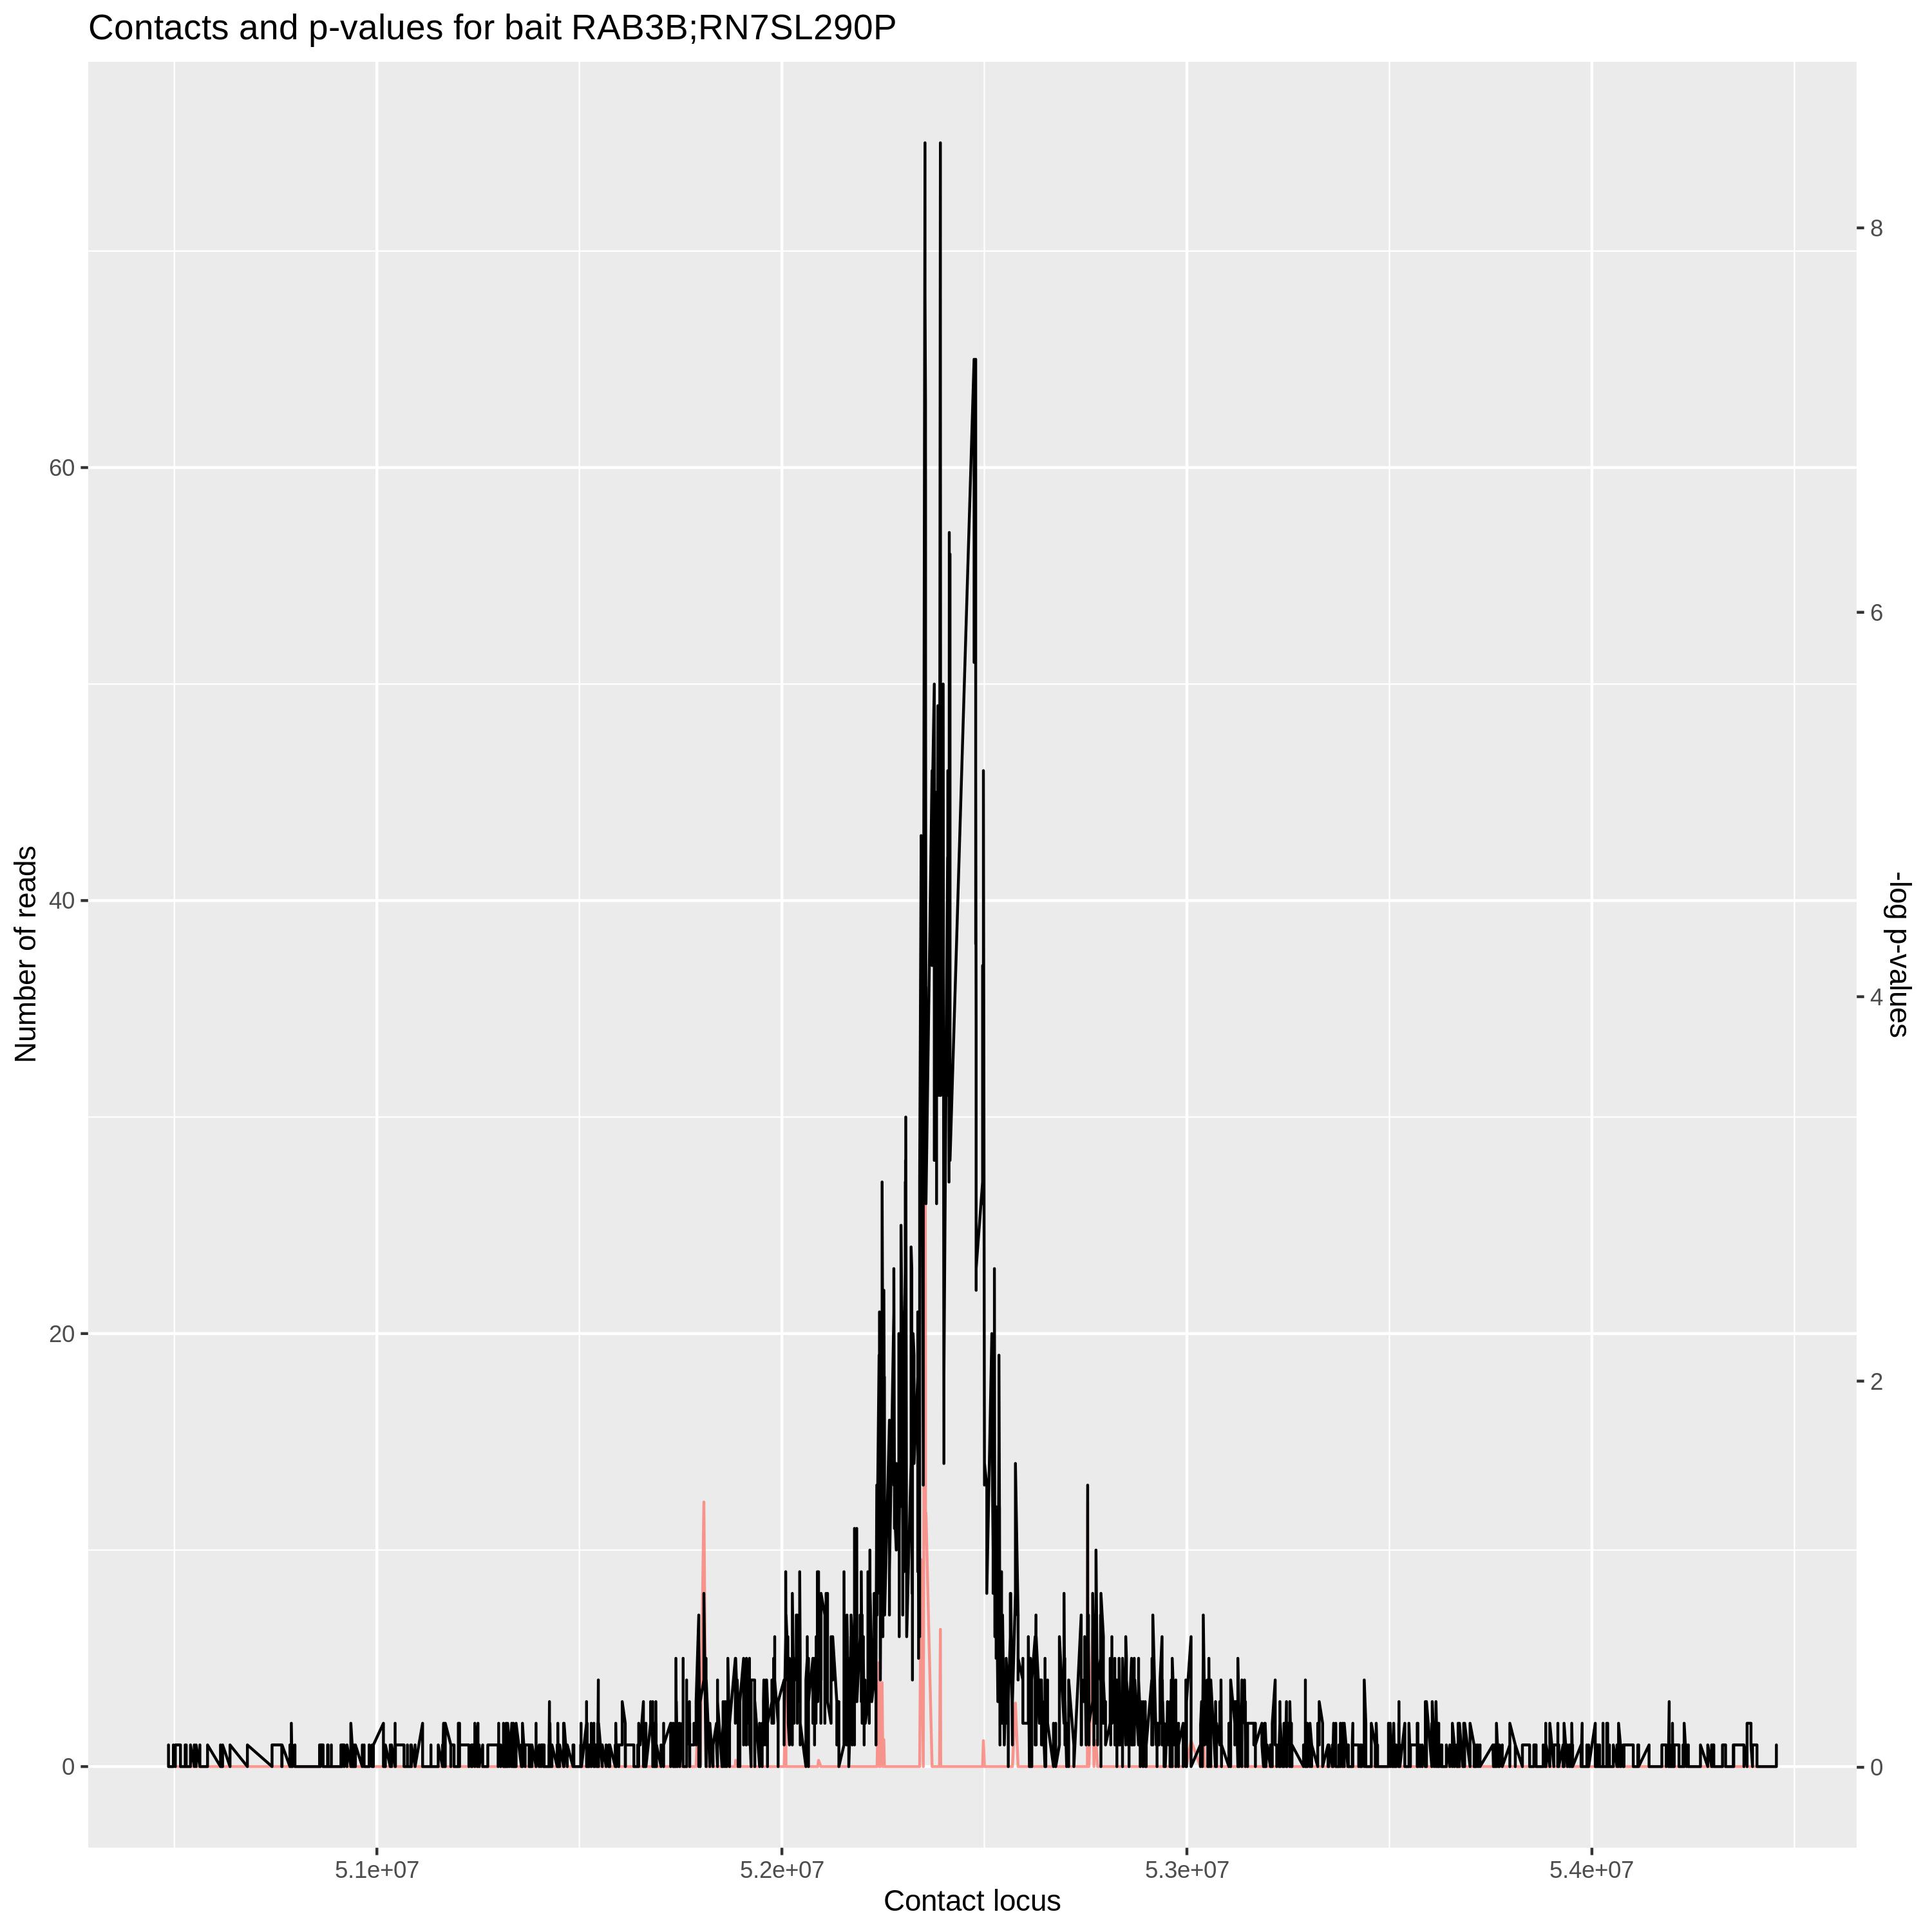 Contacts and p-values for bait RAB3B;RN7SL290P
Number of reads
60
40
20
0
8
6
4
2
0
-log p-values
5.1e+07
5.2e+07
5.3e+07
5.4e+07
Contact locus